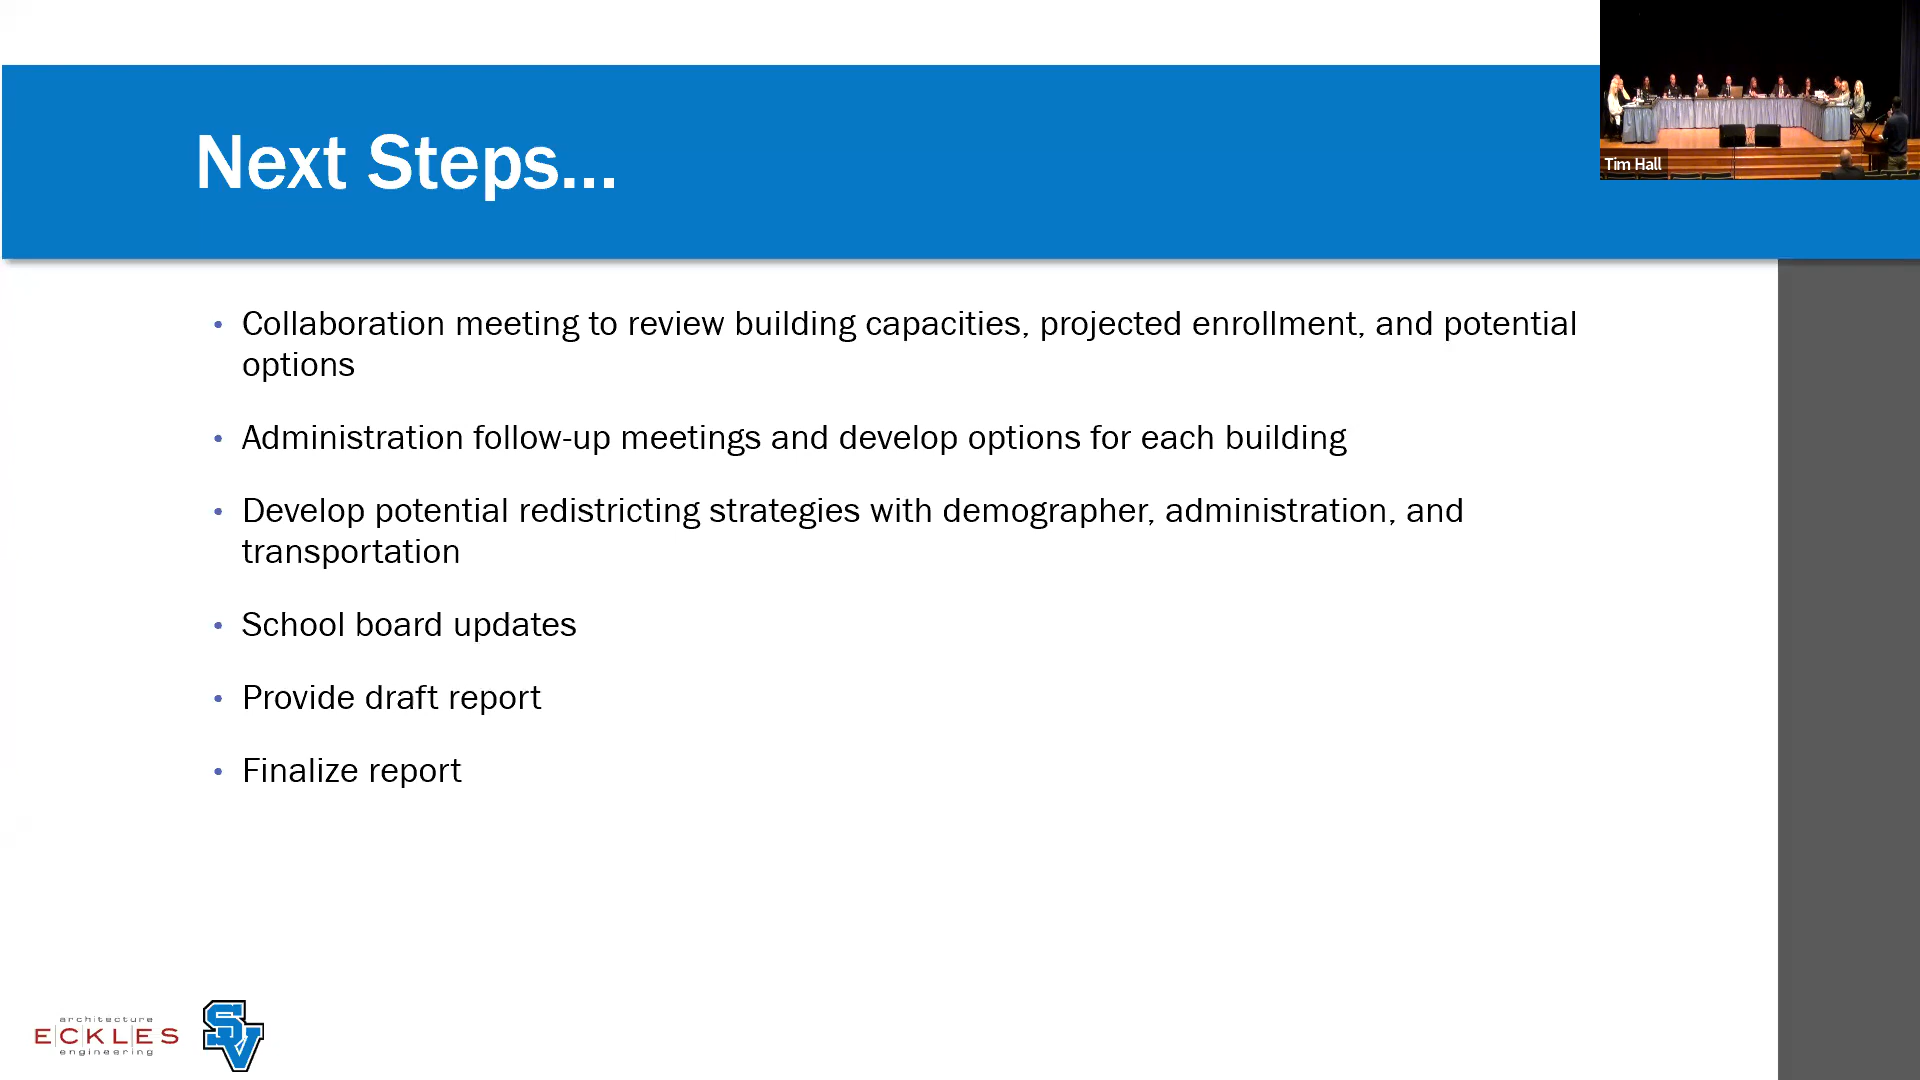 Next Steps...
Tim Hall
• Collaboration meeting to review building capacities, projected enrollment, and potential
options
• Administration follow-up meetings and develop options for each building
• Develop potential redistricting strategies with demographer, administration, and
transportation
• School board updates
• Provide draft report
• Finalize report
architecture
ECKLES
engineering
SV